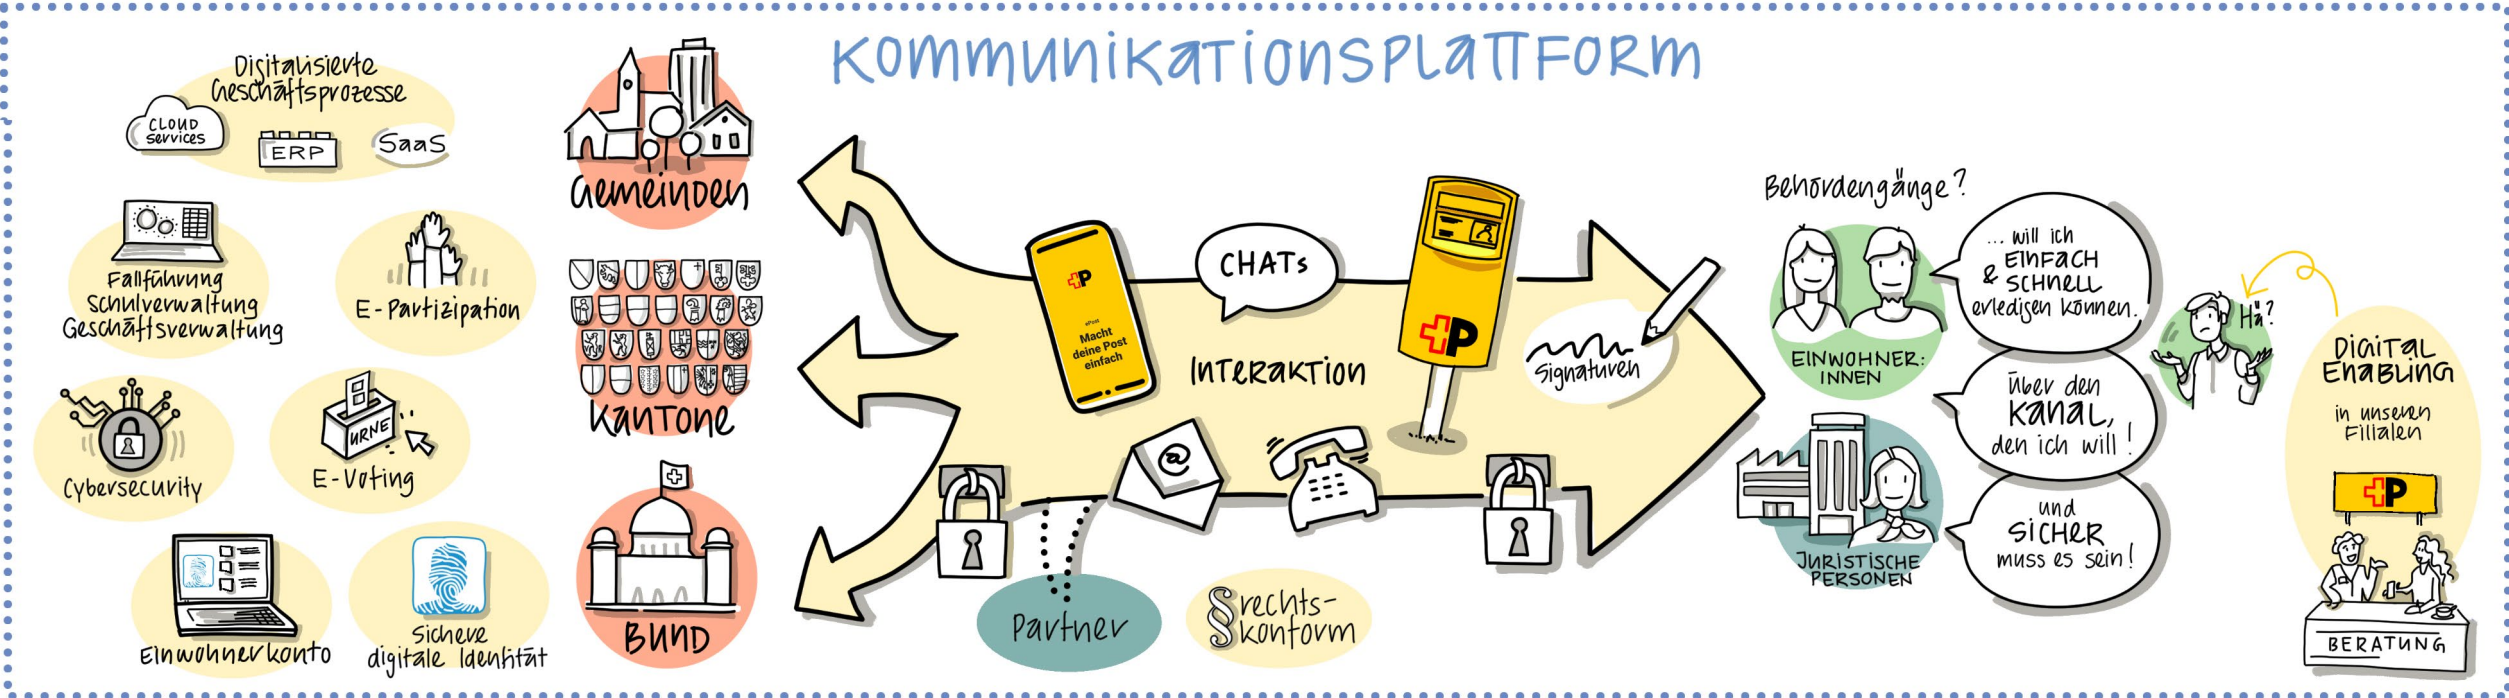 Kommunikationsplattform
Digitalisierte
Geschäftsprozesse
CLOUD
services
ERP
SaaS
Fallführung
Schulverwaltung
Geschäftsverwaltung
E-Partizipation
Cybersecurity
URNE
E-Voting
Einwohnerkonto
Sichere
digitale Identität
Gemeinden
Kantone
Bund
P
ePost
Macht
deine Post
einfach
CHATs
Interaktion
P
Signaturen
@
Partner
§ rechts-
konform
Behördengänge?
EINWOHNER:
INNEN
JURISTISCHE
PERSONEN
... will ich
EINFACH
& SCHNELL
erledigen können.
über den
KANAL,
den ich will!
und
SICHER
muss es sein!
Hä?
DIGITAL
ENABLING
in unseren
Filialen
P
BERATUNG